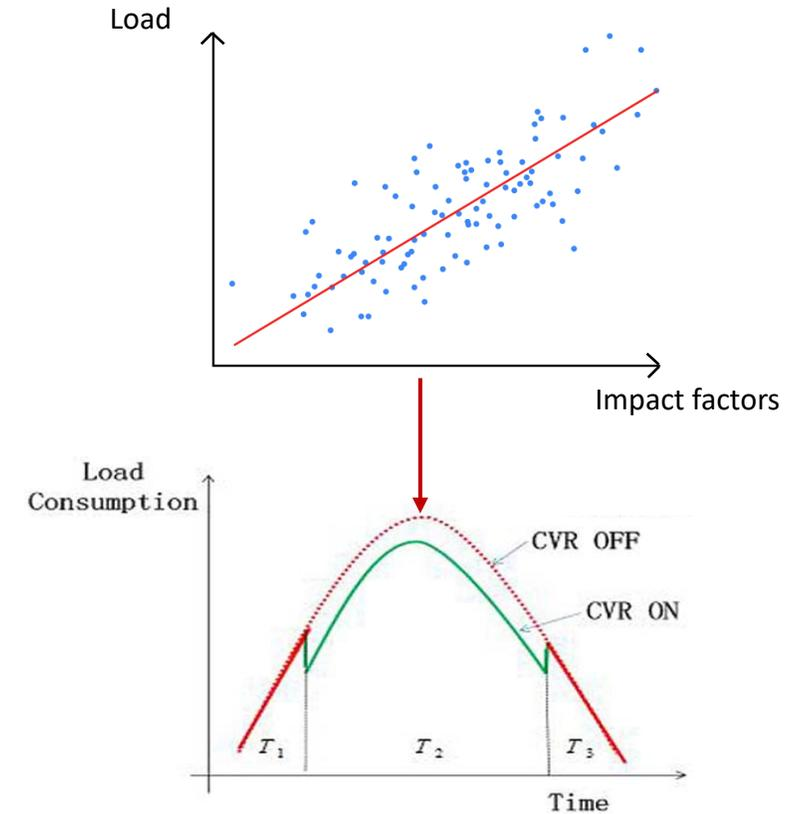 Load
Impact factors
Load
Consumption
CVR OFF
CVR ON
T1
T2
T3
Time